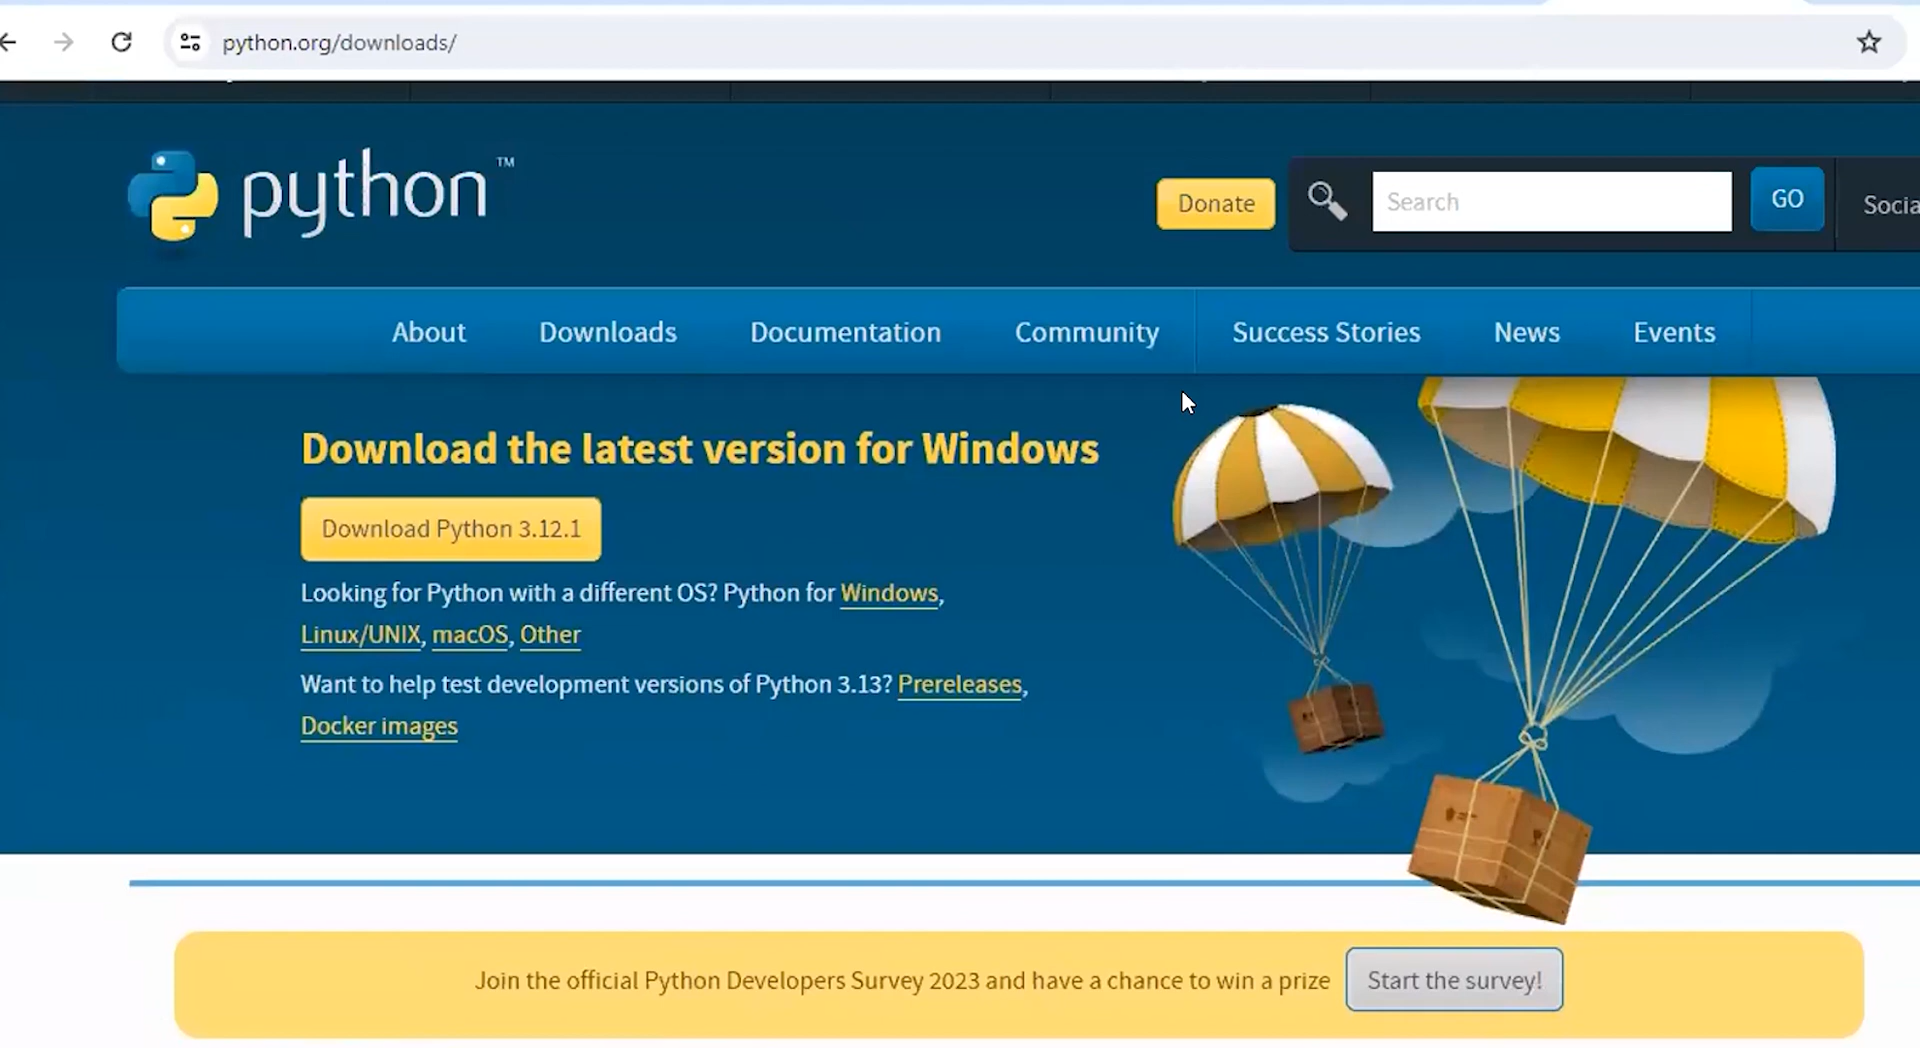 python.org/downloads/
python™
Donate
Search
GO
Socia
About
Downloads
Documentation
Community
Success Stories
News
Events
Download the latest version for Windows
Download Python 3.12.1
Looking for Python with a different OS? Python for Windows,
Linux/UNIX, macOS, Other
Want to help test development versions of Python 3.13? Prereleases,
Docker images
Join the official Python Developers Survey 2023 and have a chance to win a prize
Start the survey!